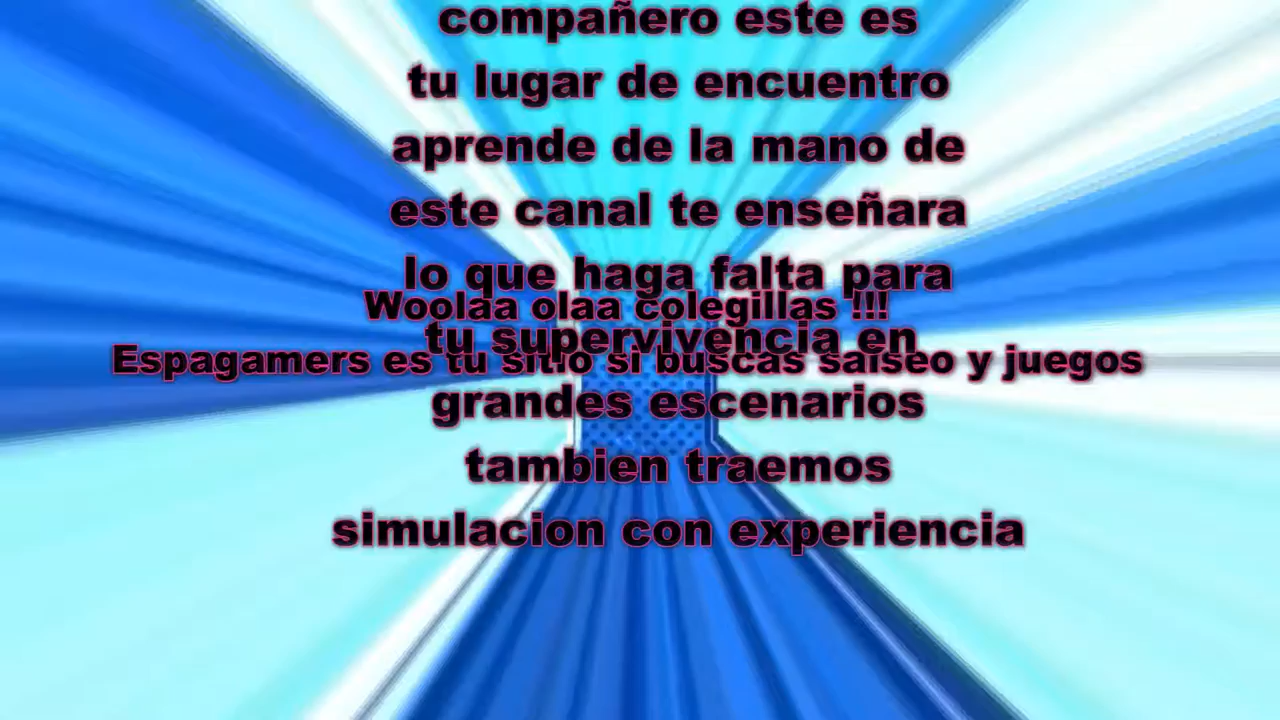 compañero este es
tu lugar de encuentro
aprende de la mano de
este canal te enseñara
lo que haga falta para
Woolaa olaa colegillas !!!
tu supervivencia en
Espagamers es tu sitio si buscas salseo y juegos
grandes escenarios
tambien traemos
simulacion con experiencia